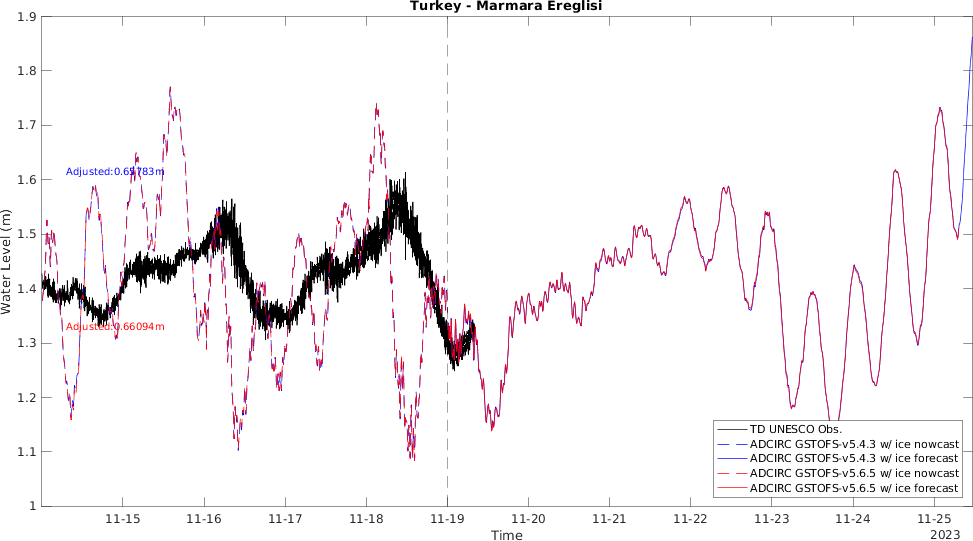 Turkey - Marmara Ereglisi
1.9
1.8
1.7
1.6
1.5
1.4
1.3
1.2
1.1
1
Water Level (m)
Adjusted:0.65783m
Adjusted:0.66094m
TD UNESCO Obs.
ADCIRC GSTOFS-v5.4.3 w/ ice nowcast
ADCIRC GSTOFS-v5.4.3 w/ ice forecast
ADCIRC GSTOFS-v5.6.5 w/ ice nowcast
ADCIRC GSTOFS-v5.6.5 w/ ice forecast
11-15 11-16 11-17 11-18 11-19 11-20 11-21 11-22 11-23 11-24 11-25
2023
Time